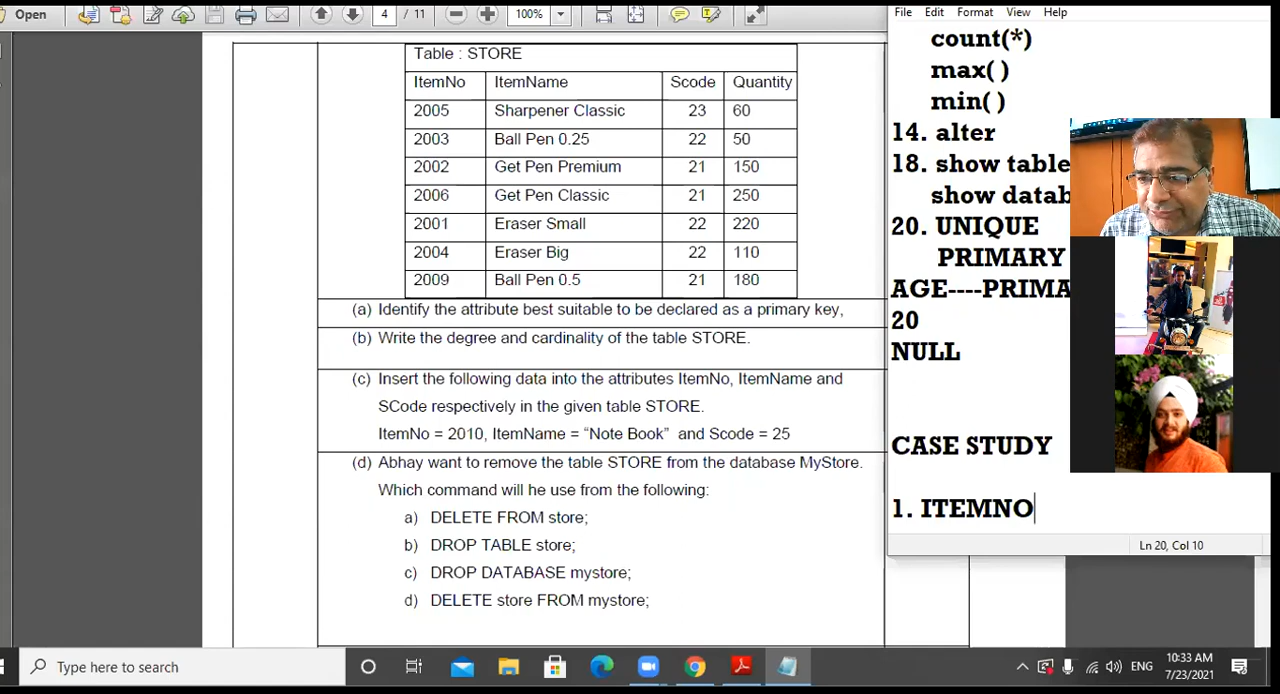 Open
4 / 11
100%
Table : STORE
ItemNo ItemName Scode Quantity
2005 Sharpener Classic 23 60
2003 Ball Pen 0.25 22 50
2002 Get Pen Premium 21 150
2006 Get Pen Classic 21 250
2001 Eraser Small 22 220
2004 Eraser Big 22 110
2009 Ball Pen 0.5 21 180
(a) Identify the attribute best suitable to be declared as a primary key,
(b) Write the degree and cardinality of the table STORE.
(c) Insert the following data into the attributes ItemNo, ItemName and
SCode respectively in the given table STORE.
ItemNo = 2010, ItemName = “Note Book” and Scode = 25
(d) Abhay want to remove the table STORE from the database MyStore.
Which command will he use from the following:
a) DELETE FROM store;
b) DROP TABLE store;
c) DROP DATABASE mystore;
d) DELETE store FROM mystore;
File Edit Format View Help
count(*)
max( )
min( )
14. alter
18. show table
show datab
20. UNIQUE
PRIMARY
AGE----PRIMA
20
NULL
CASE STUDY
1. ITEMNO
Ln 20, Col 10
Type here to search
ENG
10:33 AM
7/23/2021